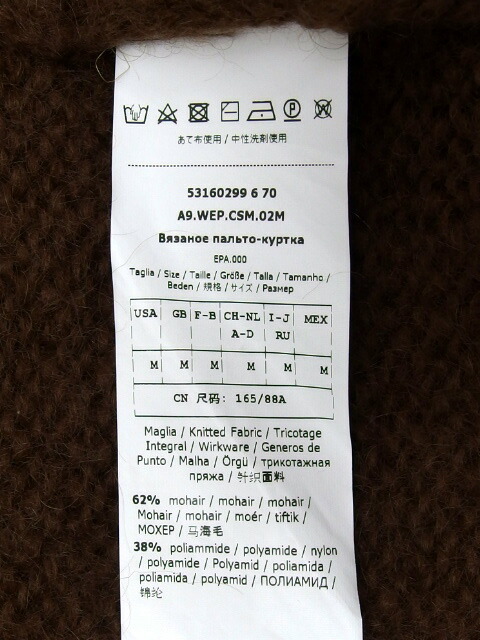 あて布使用 / 中性洗剤使用
53160299 6 70
A9.WEP.CSM.02M
Вязаное пальто-куртка
EPA.000
Taglia / Size / Taille / Größe / Talla / Tamanho /
Beden / 規格 / サイズ / Размер
USA GB F-B CH-NL I-J MEX
A-D RU
M M M M M M
CN 尺码: 165/88A
Maglia / Knitted Fabric / Tricotage
Integral / Wirkware / Generos de
Punto / Malha / Örgü / трикотажная
пряжа / 针织面料
62% mohair / mohair / mohair /
Mohair / mohair / moér / tiftik /
МОХЕР / 马海毛
38% poliammide / polyamide / nylon
/ polyamide / Polyamid / poliamida /
poliamida / polyamid / ПОЛИАМИД /
锦纶